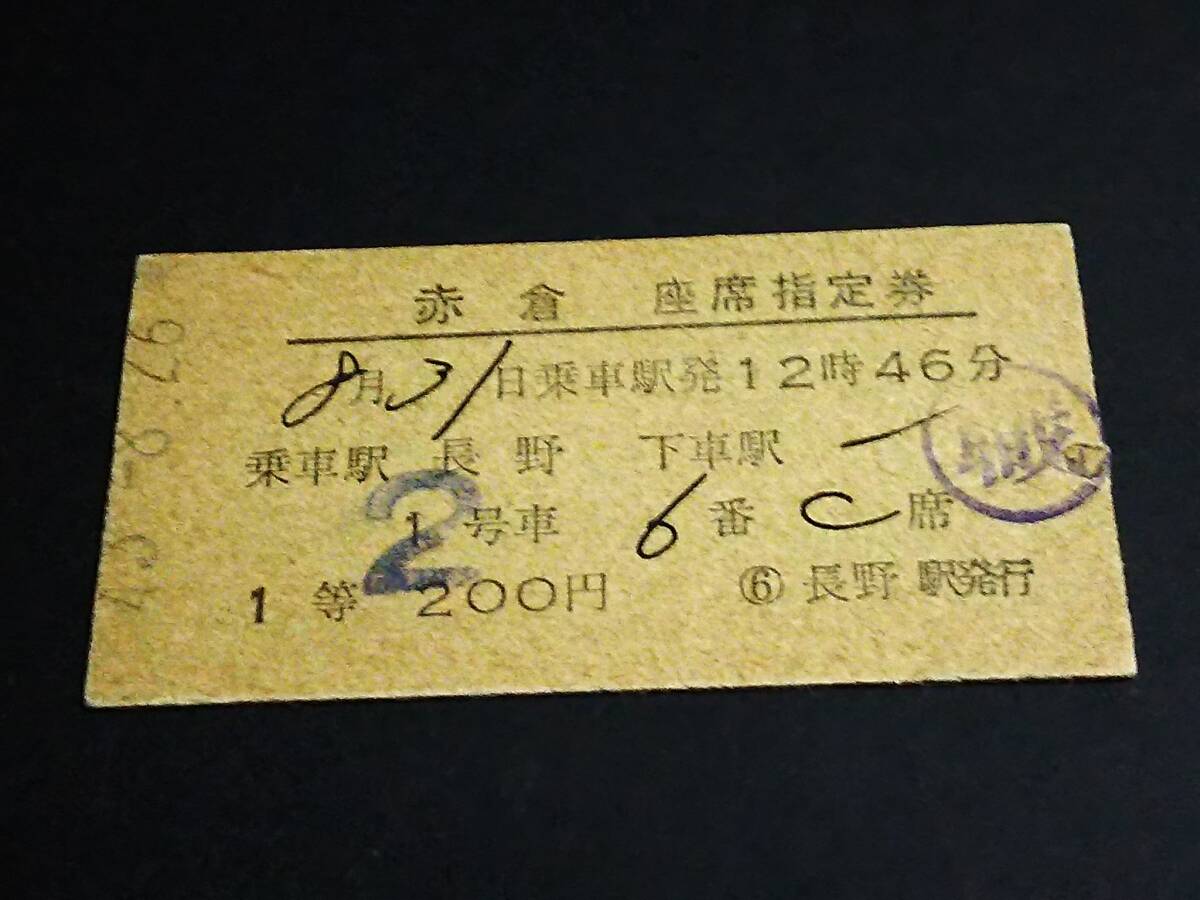 赤倉 座席指定券
8月31日乗車駅発12時46分
乗車駅 長野 下車駅
1号車 6番 C席
2
1等 200円 ⑥長野駅発行
43-8.26